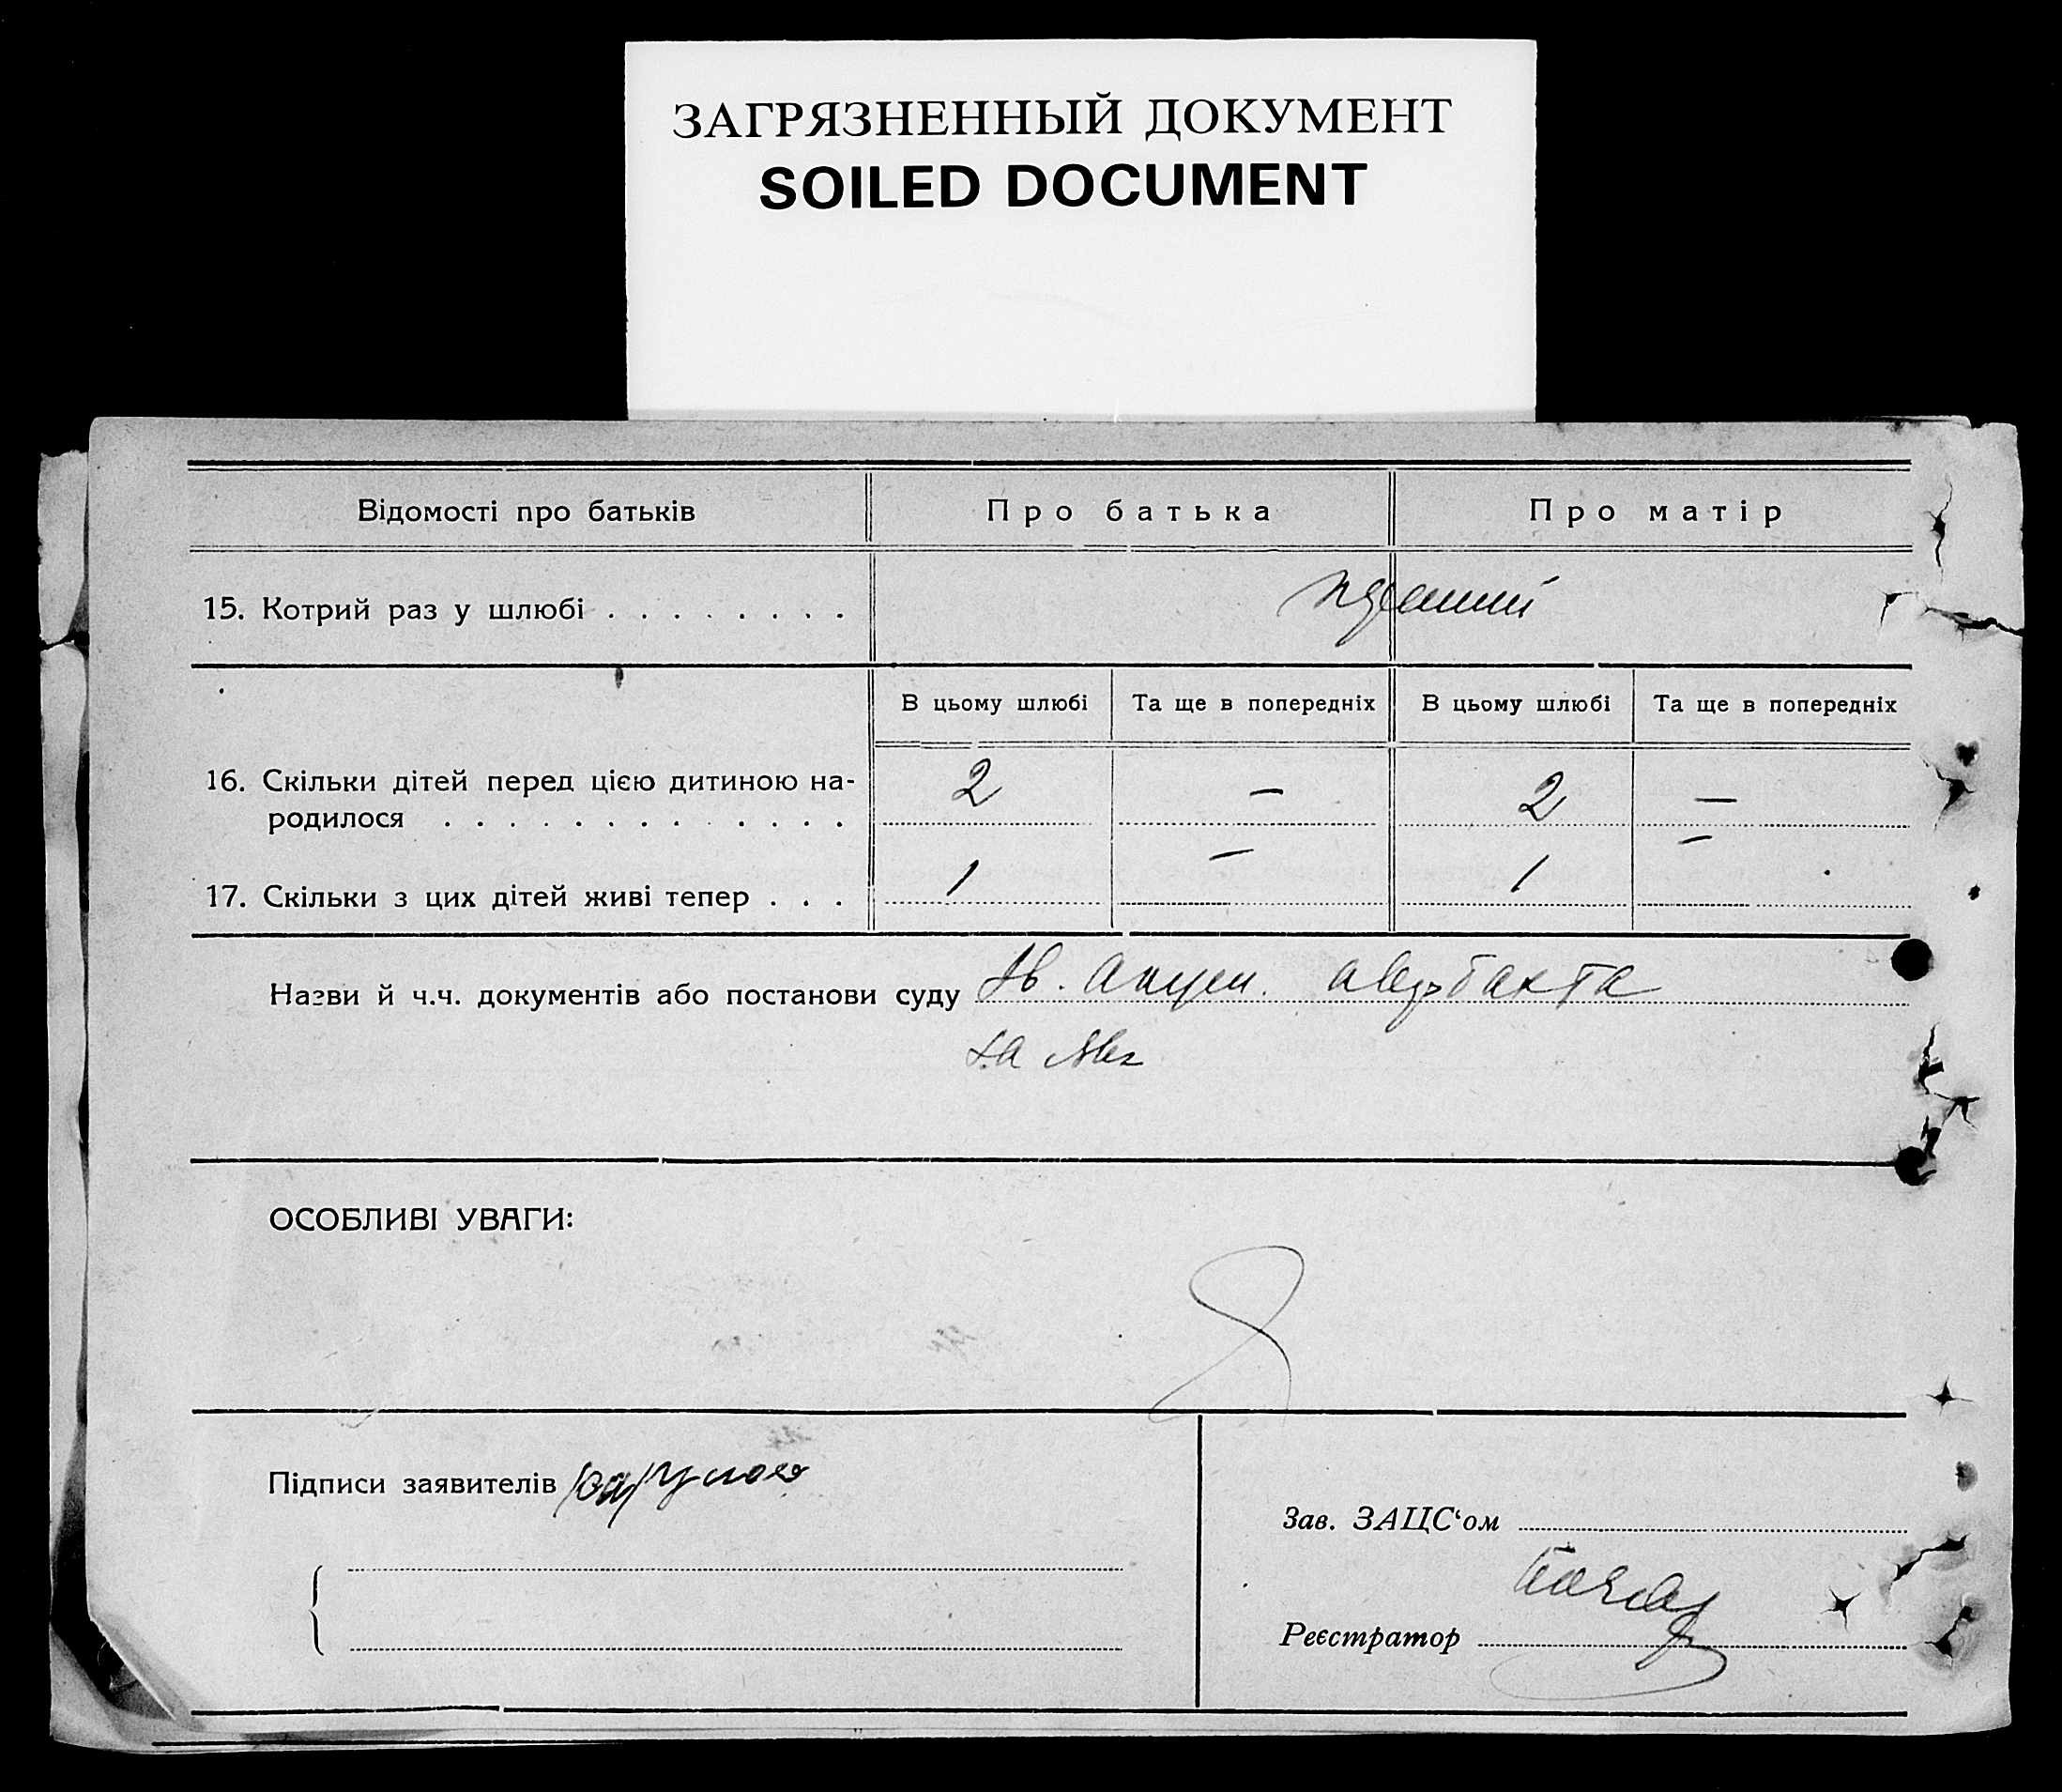 ЗАГРЯЗНЕННЫЙ ДОКУМЕНТ
SOILED DOCUMENT
Відомості про батьків Про батька Про матір
15. Котрий раз у шлюбі . . . . . . . . перший
В цьому шлюбі Та ще в попередніх В цьому шлюбі Та ще в попередніх
16. Скільки дітей перед цією дитиною на-
родилося . . . . . . . . . . . . . 2 — 2 —
17. Скільки з цих дітей живі тепер . . . 1 — 1 —
Назви й ч.ч. документів або постанови суду
ОСОБЛИВІ УВАГИ:
Підписи заявителів
Зав. ЗАЦС‘ом
Реєстратор